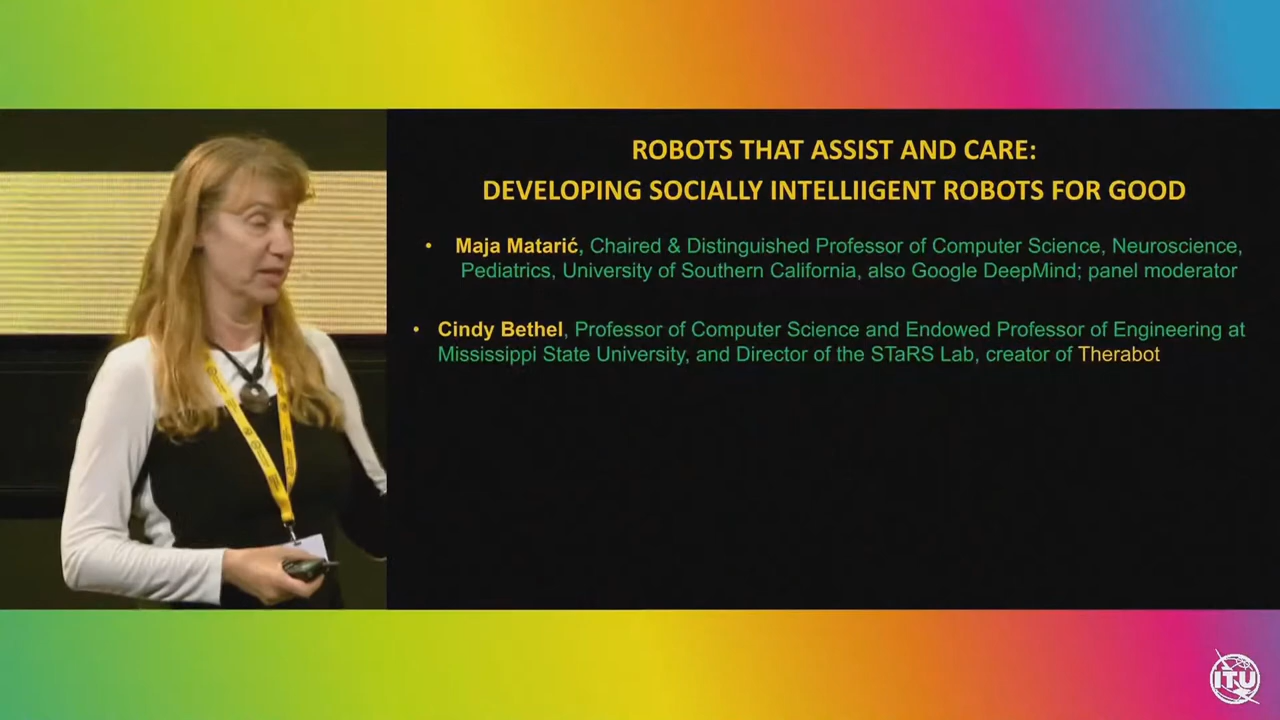 ROBOTS THAT ASSIST AND CARE:
DEVELOPING SOCIALLY INTELLIIGENT ROBOTS FOR GOOD
• Maja Matarić, Chaired & Distinguished Professor of Computer Science, Neuroscience,
Pediatrics, University of Southern California, also Google DeepMind; panel moderator
• Cindy Bethel, Professor of Computer Science and Endowed Professor of Engineering at
Mississippi State University, and Director of the STaRS Lab, creator of Therabot
ITU